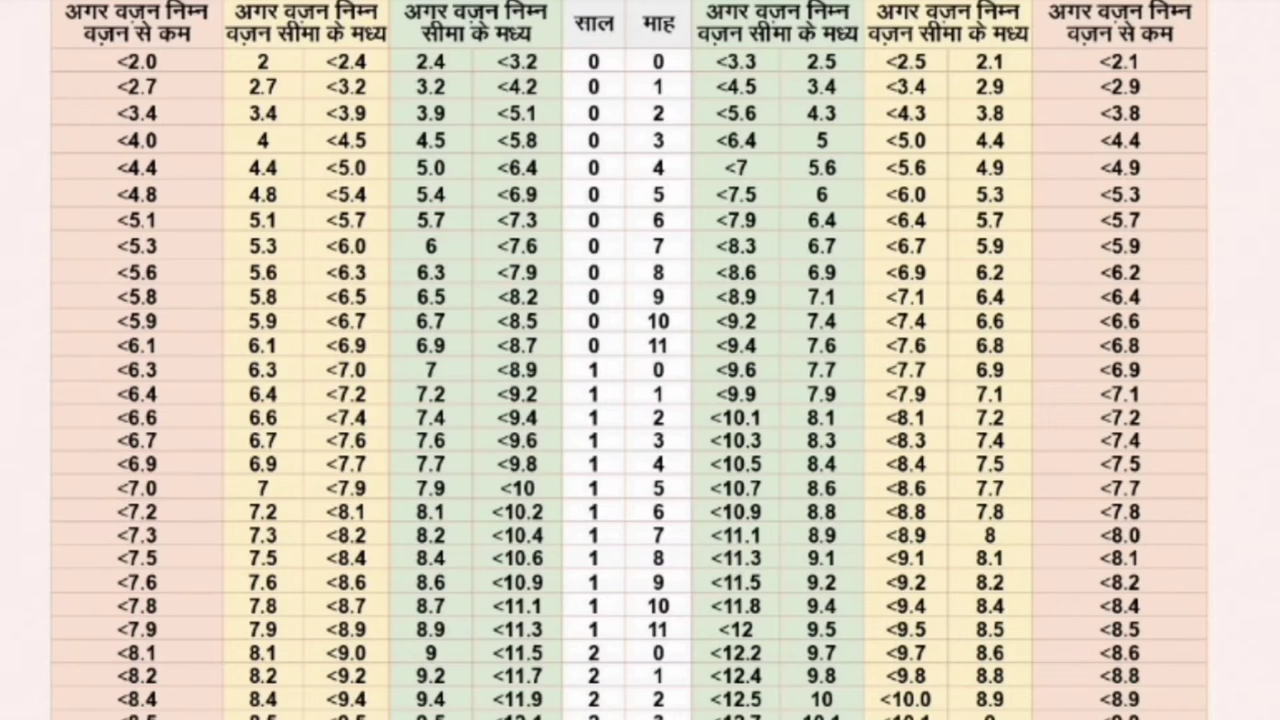 अगर वज़न निम्न वज़न से कम | अगर वज़न निम्न वज़न सीमा के मध्य | अगर वज़न निम्न सीमा के मध्य | साल | माह | अगर वज़न निम्न वज़न सीमा के मध्य | अगर वज़न निम्न वज़न सीमा के मध्य | अगर वज़न निम्न वज़न से कम
<2.0 2 <2.4 2.4 <3.2 0 0 <3.3 2.5 <2.5 2.1 <2.1
<2.7 2.7 <3.2 3.2 <4.2 0 1 <4.5 3.4 <3.4 2.9 <2.9
<3.4 3.4 <3.9 3.9 <5.1 0 2 <5.6 4.3 <4.3 3.8 <3.8
<4.0 4 <4.5 4.5 <5.8 0 3 <6.4 5 <5.0 4.4 <4.4
<4.4 4.4 <5.0 5.0 <6.4 0 4 <7 5.6 <5.6 4.9 <4.9
<4.8 4.8 <5.4 5.4 <6.9 0 5 <7.5 6 <6.0 5.3 <5.3
<5.1 5.1 <5.7 5.7 <7.3 0 6 <7.9 6.4 <6.4 5.7 <5.7
<5.3 5.3 <6.0 6 <7.6 0 7 <8.3 6.7 <6.7 5.9 <5.9
<5.6 5.6 <6.3 6.3 <7.9 0 8 <8.6 6.9 <6.9 6.2 <6.2
<5.8 5.8 <6.5 6.5 <8.2 0 9 <8.9 7.1 <7.1 6.4 <6.4
<5.9 5.9 <6.7 6.7 <8.5 0 10 <9.2 7.4 <7.4 6.6 <6.6
<6.1 6.1 <6.9 6.9 <8.7 0 11 <9.4 7.6 <7.6 6.8 <6.8
<6.3 6.3 <7.0 7 <8.9 1 0 <9.6 7.7 <7.7 6.9 <6.9
<6.4 6.4 <7.2 7.2 <9.2 1 1 <9.9 7.9 <7.9 7.1 <7.1
<6.6 6.6 <7.4 7.4 <9.4 1 2 <10.1 8.1 <8.1 7.2 <7.2
<6.7 6.7 <7.6 7.6 <9.6 1 3 <10.3 8.3 <8.3 7.4 <7.4
<6.9 6.9 <7.7 7.7 <9.8 1 4 <10.5 8.4 <8.4 7.5 <7.5
<7.0 7 <7.9 7.9 <10 1 5 <10.7 8.6 <8.6 7.7 <7.7
<7.2 7.2 <8.1 8.1 <10.2 1 6 <10.9 8.8 <8.8 7.8 <7.8
<7.3 7.3 <8.2 8.2 <10.4 1 7 <11.1 8.9 <8.9 8 <8.0
<7.5 7.5 <8.4 8.4 <10.6 1 8 <11.3 9.1 <9.1 8.1 <8.1
<7.6 7.6 <8.6 8.6 <10.9 1 9 <11.5 9.2 <9.2 8.2 <8.2
<7.8 7.8 <8.7 8.7 <11.1 1 10 <11.8 9.4 <9.4 8.4 <8.4
<7.9 7.9 <8.9 8.9 <11.3 1 11 <12 9.5 <9.5 8.5 <8.5
<8.1 8.1 <9.0 9 <11.5 2 0 <12.2 9.7 <9.7 8.6 <8.6
<8.2 8.2 <9.2 9.2 <11.7 2 1 <12.4 9.8 <9.8 8.8 <8.8
<8.4 8.4 <9.4 9.4 <11.9 2 2 <12.5 10 <10.0 8.9 <8.9